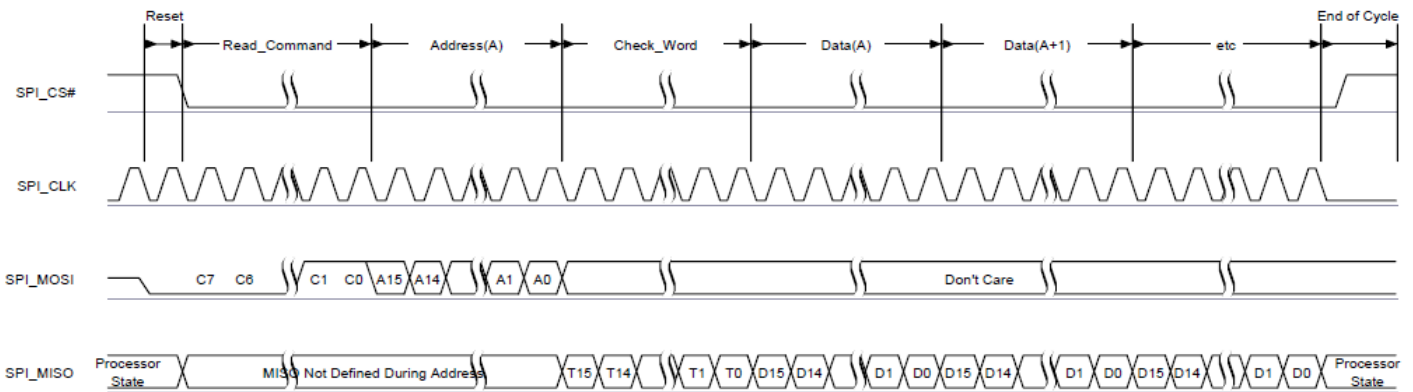 Reset
End of Cycle
Read_Command Address(A) Check_Word Data(A) Data(A+1) etc
SPI_CS#
SPI_CLK
SPI_MOSI C7 C6 C1 C0 A15 A14 A1 A0 Don't Care
SPI_MISO Processor State MISO Not Defined During Address T15 T14 T1 T0 D15 D14 D1 D0 D15 D14 D1 D0 D15 D14 D1 D0 Processor State